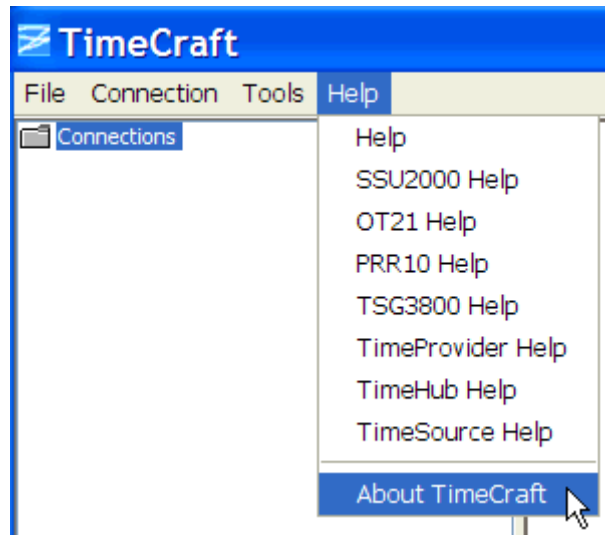 TimeCraft
File Connection Tools Help
Connections
Help
SSU2000 Help
OT21 Help
PRR10 Help
TSG3800 Help
TimeProvider Help
TimeHub Help
TimeSource Help
About TimeCraft